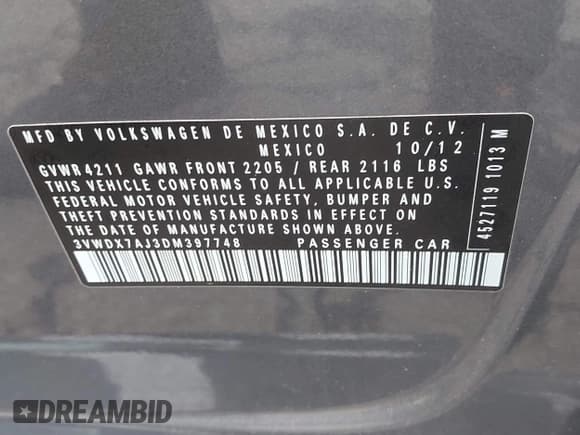 MFD BY VOLKSWAGEN DE MEXICO S.A. DE C.V.
MEXICO 10/12
GVWR 4211 GAWR FRONT 2205 / REAR 2116 LBS
THIS VEHICLE CONFORMS TO ALL APPLICABLE U.S.
FEDERAL MOTOR VEHICLE SAFETY, BUMPER AND
THEFT PREVENTION STANDARDS IN EFFECT ON
THE DATE OF MANUFACTURE SHOWN ABOVE.
3VWDX7AJ3DM397748 PASSENGER CAR
4527119 1013 M
DREAMBID